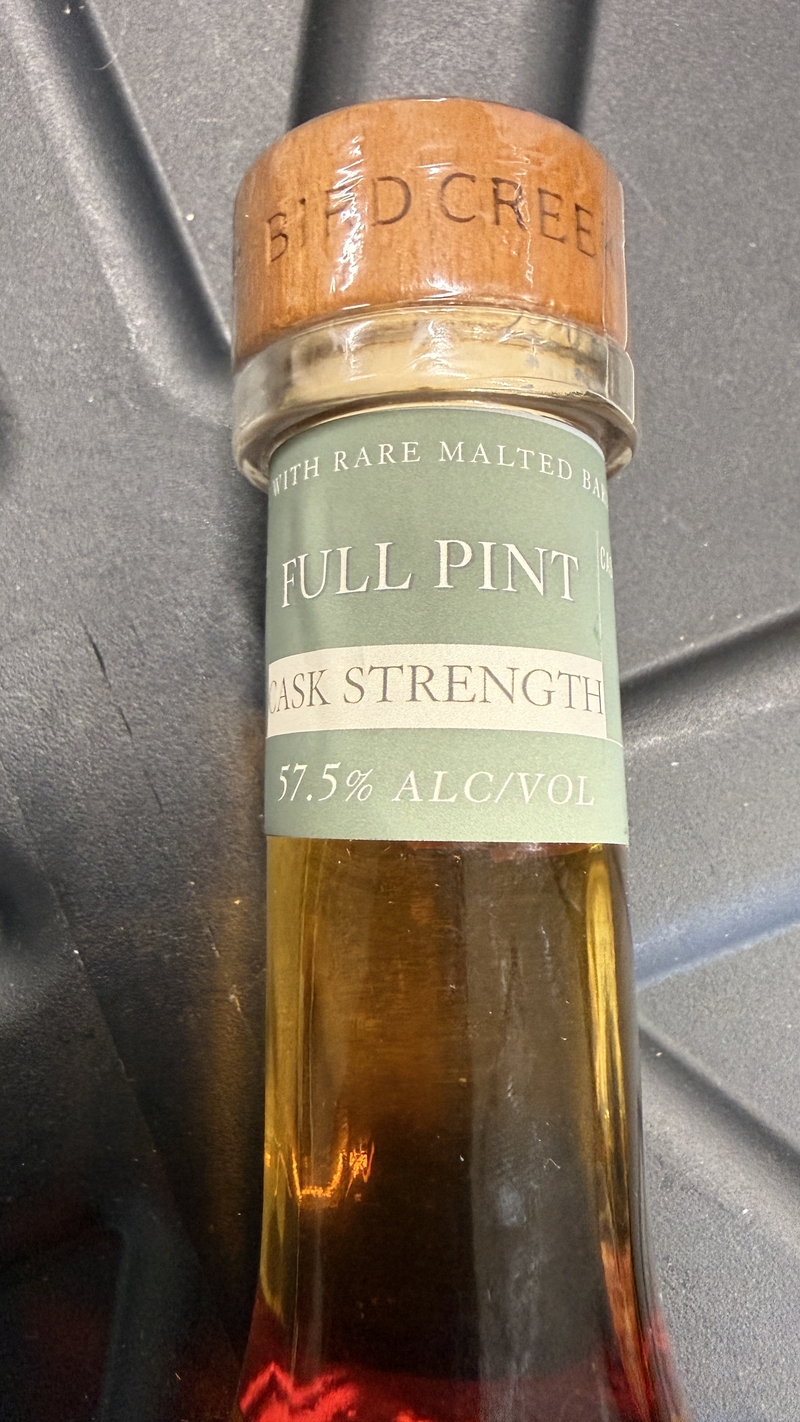 BIRD CREEK
WITH RARE MALTED
FULL PINT
CASK STRENGTH
57.5% ALC/VOL